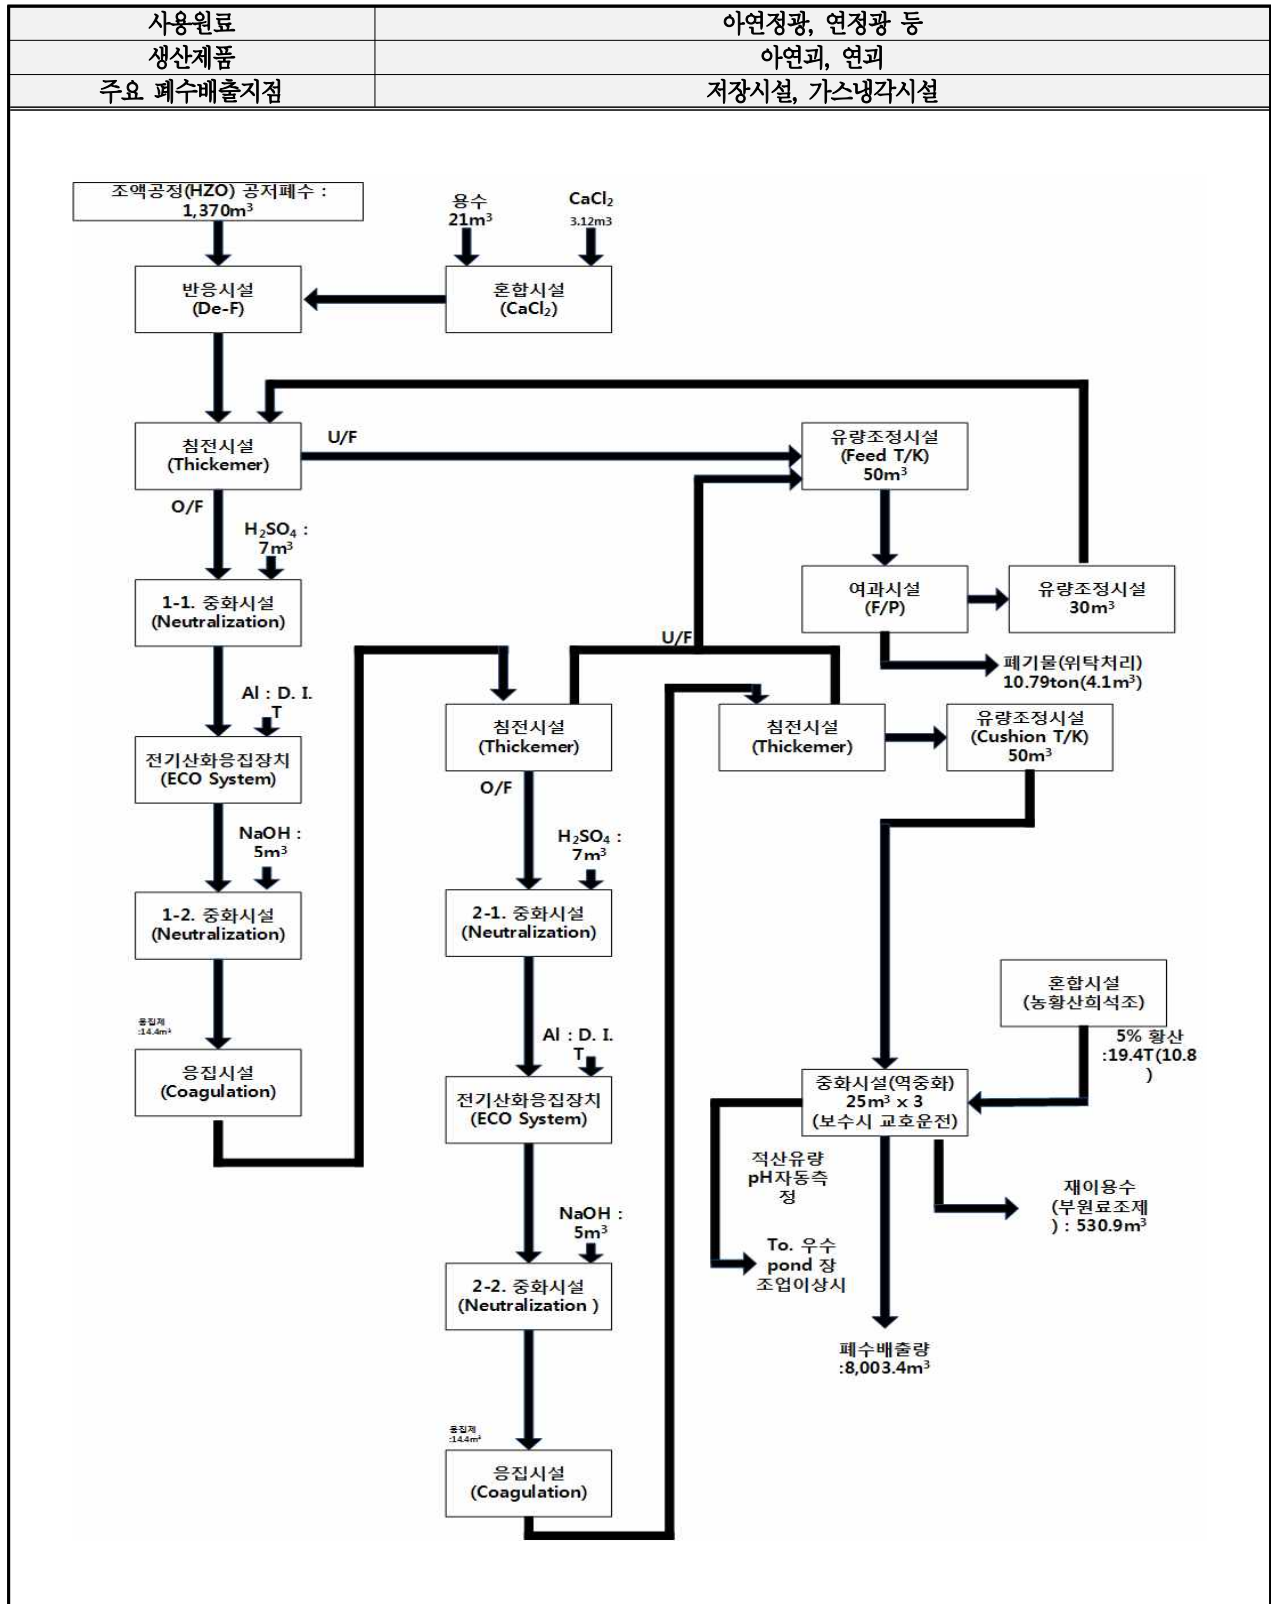 사용원료
아연정광, 연정광 등
생산제품
아연괴, 연괴
주요 폐수배출지점
저장시설, 가스냉각시설
조액공정(HZO) 공저폐수 :
1,370m³
용수
21m³
CaCl₂
3.12m3
반응시설
(De-F)
혼합시설
(CaCl₂)
침전시설
(Thickemer)
U/F
유량조정시설
(Feed T/K)
50m³
O/F
H₂SO₄ :
7m³
1-1. 중화시설
(Neutralization)
여과시설
(F/P)
유량조정시설
30m³
U/F
폐기물(위탁처리)
10.79ton(4.1m³)
Al : D. I.
T
침전시설
(Thickemer)
침전시설
(Thickemer)
유량조정시설
(Cushion T/K)
50m³
전기산화응집장치
(ECO System)
O/F
NaOH :
5m³
H₂SO₄ :
7m³
1-2. 중화시설
(Neutralization)
2-1. 중화시설
(Neutralization)
혼합시설
(농황산희석조)
응집제
:14.4m³
5% 황산
:19.4T(10.8
)
Al : D. I.
T
응집시설
(Coagulation)
전기산화응집장치
(ECO System)
중화시설(역중화)
25m³ x 3
(보수시 교호운전)
적산유량
pH자동측
정
재이용수
(부원료조제
) : 530.9m³
NaOH :
5m³
To. 우수
pond 장
조업이상시
2-2. 중화시설
(Neutralization )
폐수배출량
:8,003.4m³
응집제
:14.4m³
응집시설
(Coagulation)